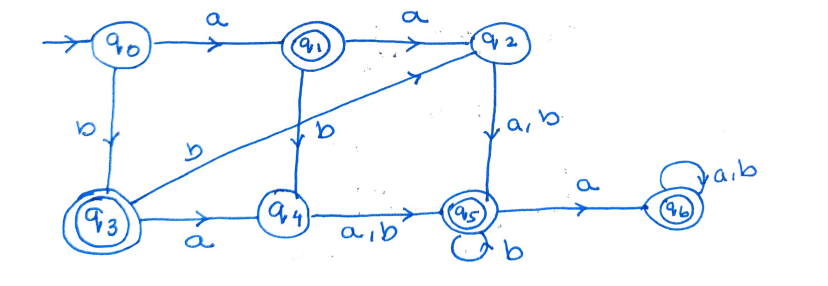 a a
q0 q1 q2
b b b a,b
a a,b
q3 a q4 a,b q5 a q6
b